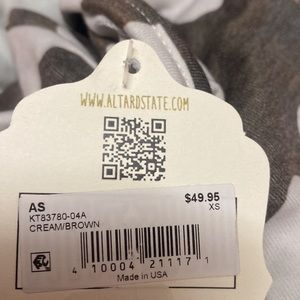 WWW.ALTARDSTATE.COM
AS
$49.95
KT83780-04A
XS
CREAM/BROWN
4 10004 21117 1
Made in USA